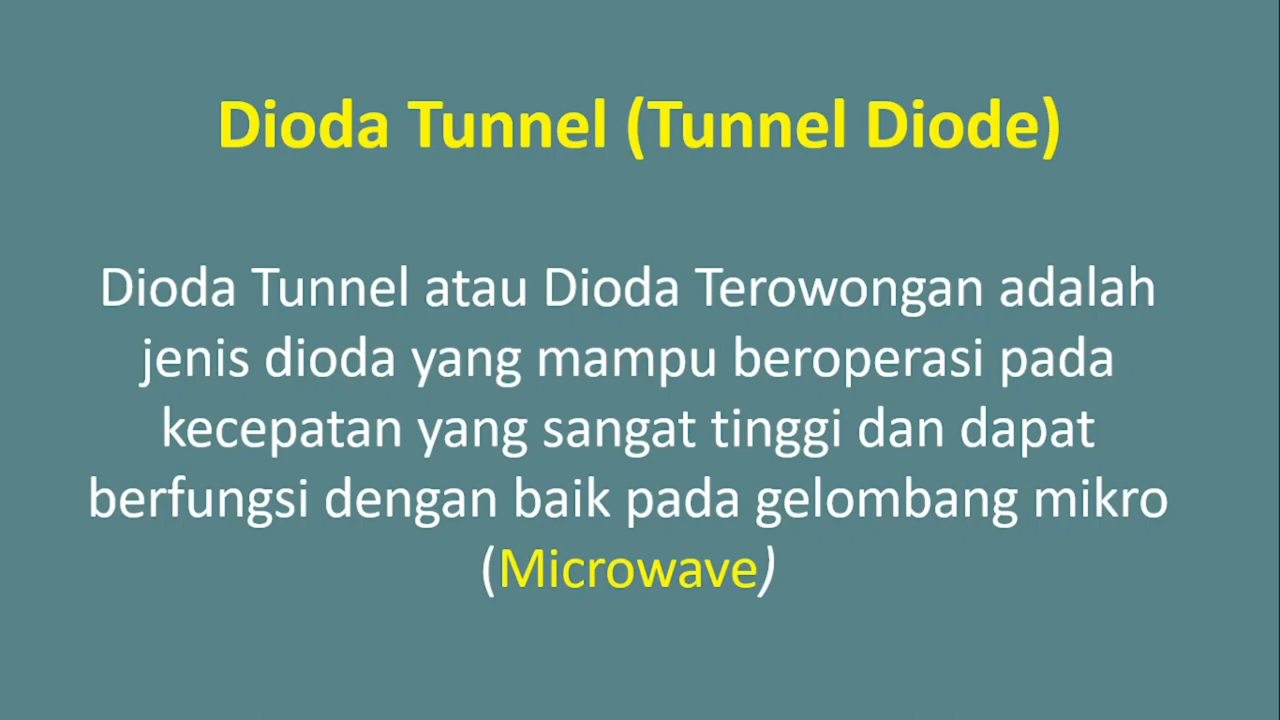 Dioda Tunnel (Tunnel Diode)
Dioda Tunnel atau Dioda Terowongan adalah
jenis dioda yang mampu beroperasi pada
kecepatan yang sangat tinggi dan dapat
berfungsi dengan baik pada gelombang mikro
(Microwave)